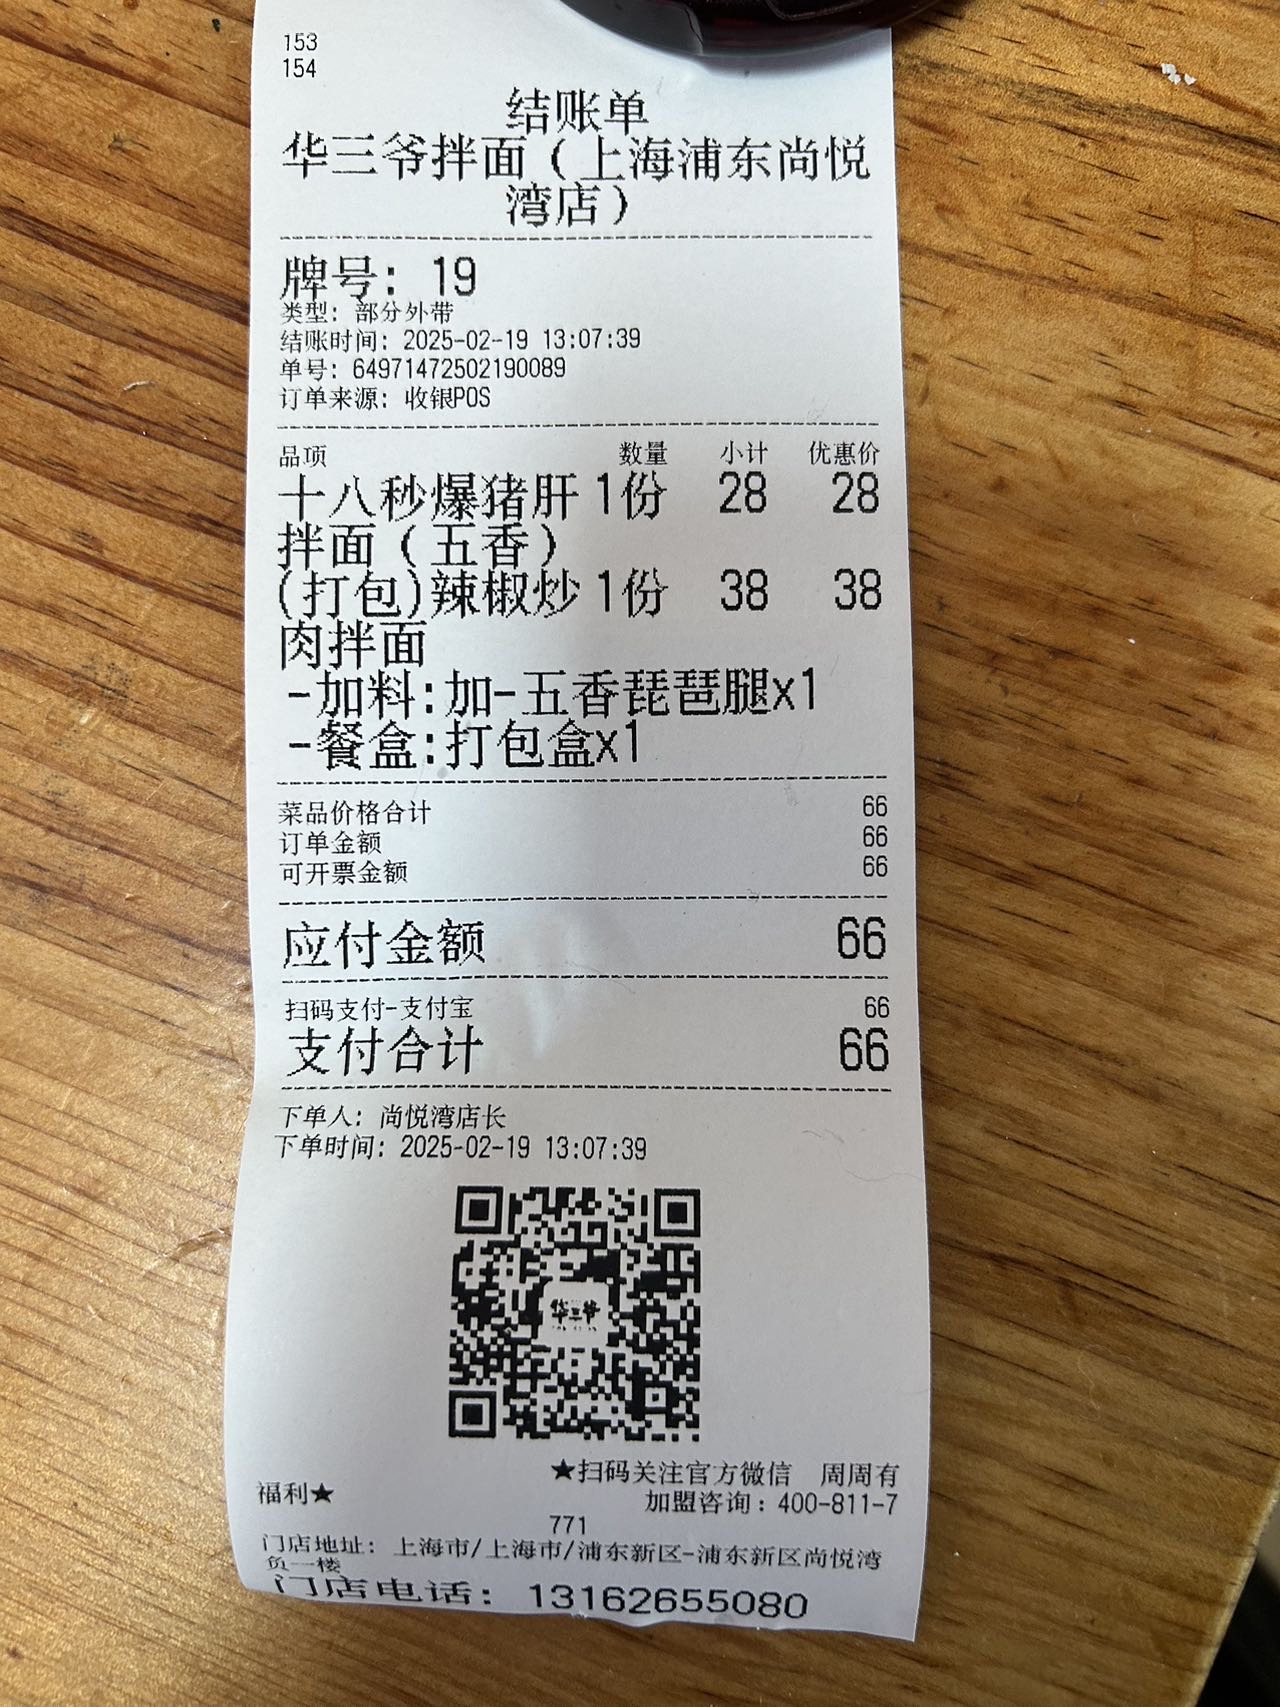 153
154
结账单
华三爷拌面（上海浦东尚悦
湾店）
牌号: 19
类型: 部分外带
结账时间: 2025-02-19 13:07:39
单号: 64971472502190089
订单来源: 收银POS
品项 数量 小计 优惠价
十八秒爆猪肝 1份 28 28
拌面（五香）
(打包)辣椒炒 1份 38 38
肉拌面
-加料:加-五香琵琶腿x1
-餐盒:打包盒x1
菜品价格合计 66
订单金额 66
可开票金额 66
应付金额 66
扫码支付-支付宝 66
支付合计 66
下单人: 尚悦湾店长
下单时间: 2025-02-19 13:07:39
华三爷
★扫码关注官方微信 周周有
福利★ 加盟咨询: 400-811-7
771
门店地址: 上海市/上海市/浦东新区-浦东新区尚悦湾
负一楼
门店电话: 13162655080